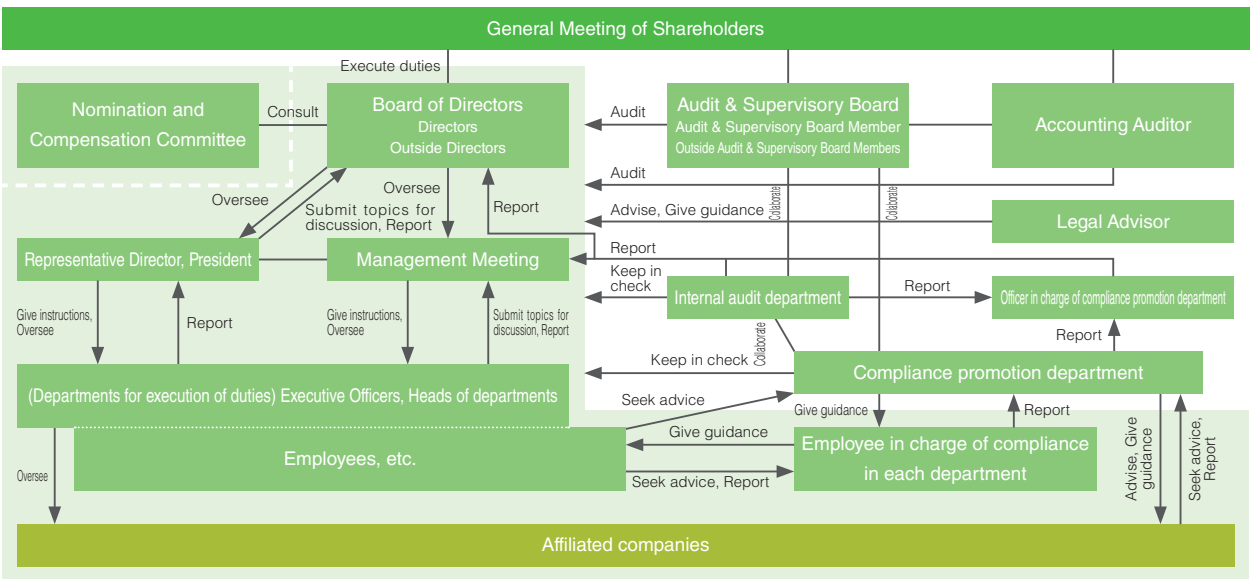 General Meeting of Shareholders
Execute duties
Nomination and
Compensation Committee
Consult
Board of Directors
Directors
Outside Directors
Audit
Audit & Supervisory Board
Audit & Supervisory Board Member
Outside Audit & Supervisory Board Members
Accounting Auditor
Audit
Oversee
Submit topics for
discussion, Report
Oversee
Report
Advise, Give guidance
Collaborate
Collaborate
Legal Advisor
Representative Director, President
Management Meeting
Report
Keep in
check
Internal audit department
Report
Officer in charge of compliance promotion department
Give instructions,
Oversee
Report
Give instructions,
Oversee
Submit topics for
discussion, Report
Collaborate
Report
Keep in check
Compliance promotion department
(Departments for execution of duties) Executive Officers, Heads of departments
Seek advice
Give guidance
Report
Employees, etc.
Give guidance
Seek advice, Report
Employee in charge of compliance
in each department
Oversee
Advise, Give
guidance
Seek advice,
Report
Affiliated companies